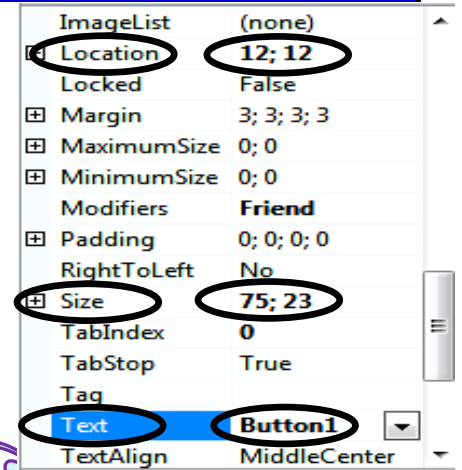 ImageList (none)
Location 12; 12
Locked False
Margin 3; 3; 3; 3
MaximumSize 0; 0
MinimumSize 0; 0
Modifiers Friend
Padding 0; 0; 0; 0
RightToLeft No
Size 75; 23
TabIndex 0
TabStop True
Tag
Text Button1
TextAlign MiddleCenter